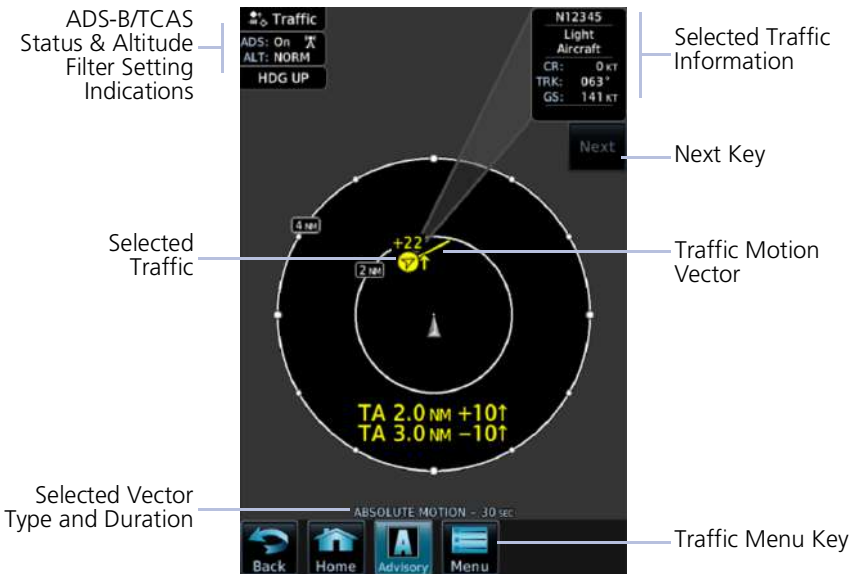 ADS-B/TCAS
Status & Altitude
Filter Setting
Indications
Traffic
ADS: On
ALT: NORM
HDG UP
N12345
Light
Aircraft
CR: 0 KT
TRK: 063°
GS: 141 KT
Selected Traffic
Information
Next
Next Key
4 NM
Selected
Traffic
+22
↑
2 NM
Traffic Motion
Vector
TA 2.0 NM +10↑
TA 3.0 NM −10↑
Selected Vector
Type and Duration
ABSOLUTE MOTION – 30 SEC
Back
Home
A
Advisory
Menu
Traffic Menu Key